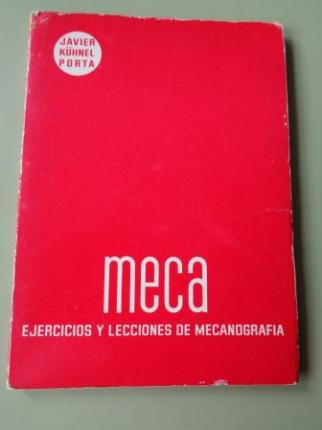 JAVIER
KÜHNEL
PORTA
meca
EJERCICIOS Y LECCIONES DE MECANOGRAFIA